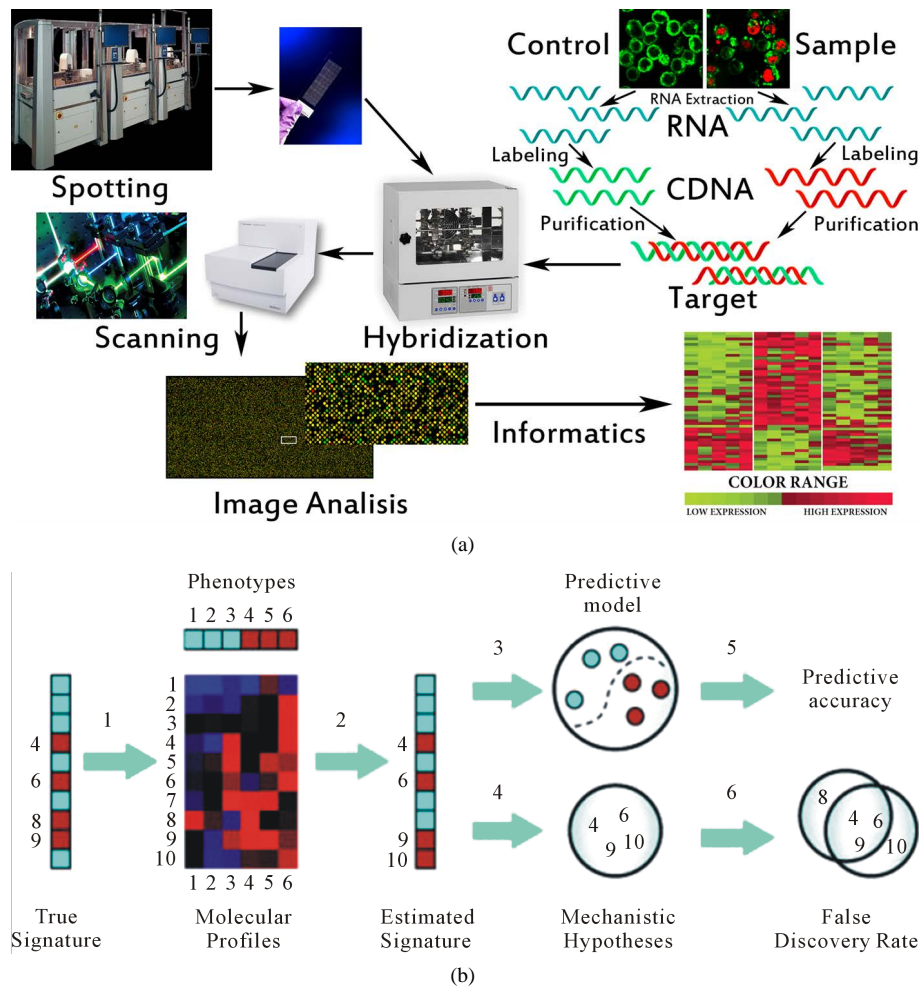 Control
Sample
RNA Extraction
RNA
Labeling
Labeling
CDNA
Purification
Purification
Target
Spotting
Scanning
Hybridization
Informatics
Image Analisis
COLOR RANGE
LOW EXPRESSION HIGH EXPRESSION
(a)
Phenotypes
1 2 3 4 5 6
Predictive
model
1
2
3
4
5
6
7
8
9
10
1 2 3 4 5 6
4
6
8
9
1
2
4
6
9
10
3
5
Predictive
accuracy
4
4 6
9 10
6
8
4 6
9 10
True
Signature
Molecular
Profiles
Estimated
Signature
Mechanistic
Hypotheses
False
Discovery Rate
(b)